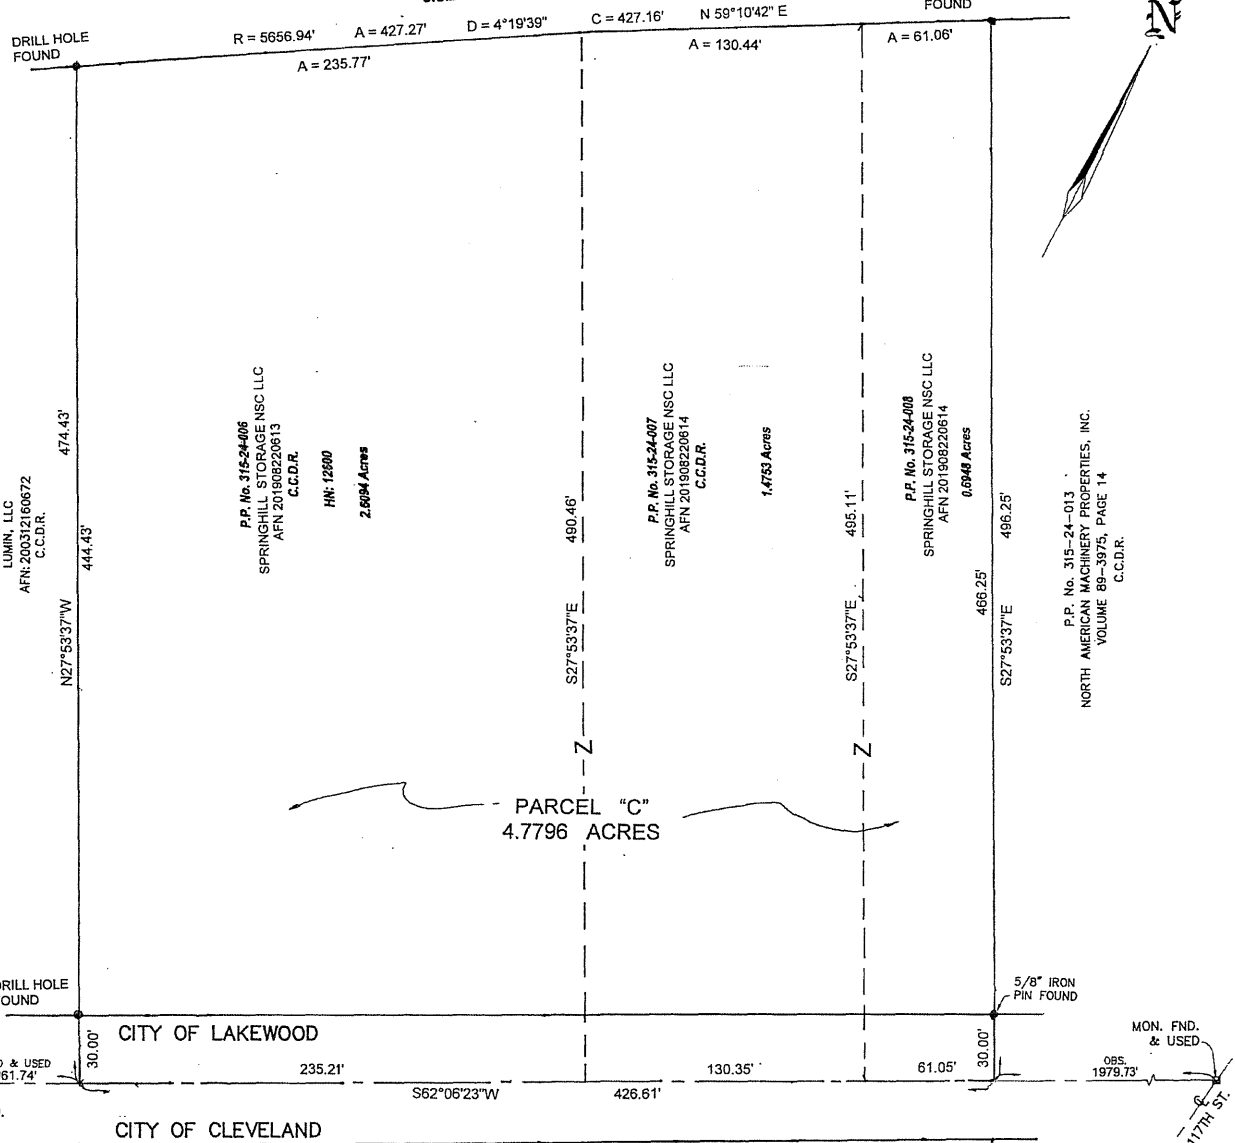 FOUND
N
DRILL HOLE
FOUND
R = 5656.94'
A = 427.27'
D = 4°19'39"
C = 427.16'
N 59°10'42" E
A = 235.77'
A = 130.44'
A = 61.06'
LUMIN, LLC
AFN: 200312160672
C.C.D.R.
N27°53'37"W
474.43'
444.43'
P.P. No. 315-24-006
SPRINGHILL STORAGE NSC LLC
AFN 201908220613
C.C.D.R.
HN: 12600
2.6094 Acres
S27°53'37"E
490.46'
P.P. No. 315-24-007
SPRINGHILL STORAGE NSC LLC
AFN 201908220614
C.C.D.R.
1.4753 Acres
S27°53'37"E
495.11'
P.P. No. 315-24-008
SPRINGHILL STORAGE NSC LLC
AFN 201908220614
0.6948 Acres
466.25'
S27°53'37"E
496.25'
P.P. No. 315-24-013
NORTH AMERICAN MACHINERY PROPERTIES, INC.
VOLUME 89-3975, PAGE 14
C.C.D.R.
Z
Z
PARCEL "C"
4.7796 ACRES
DRILL HOLE
FOUND
5/8" IRON
PIN FOUND
CITY OF LAKEWOOD
30.00'
30.00'
MON. FND.
& USED
& USED
61.74'
235.21'
130.35'
61.05'
OBS.
1979.73'
S62°06'23"W
426.61'
℄
117TH ST.
CITY OF CLEVELAND